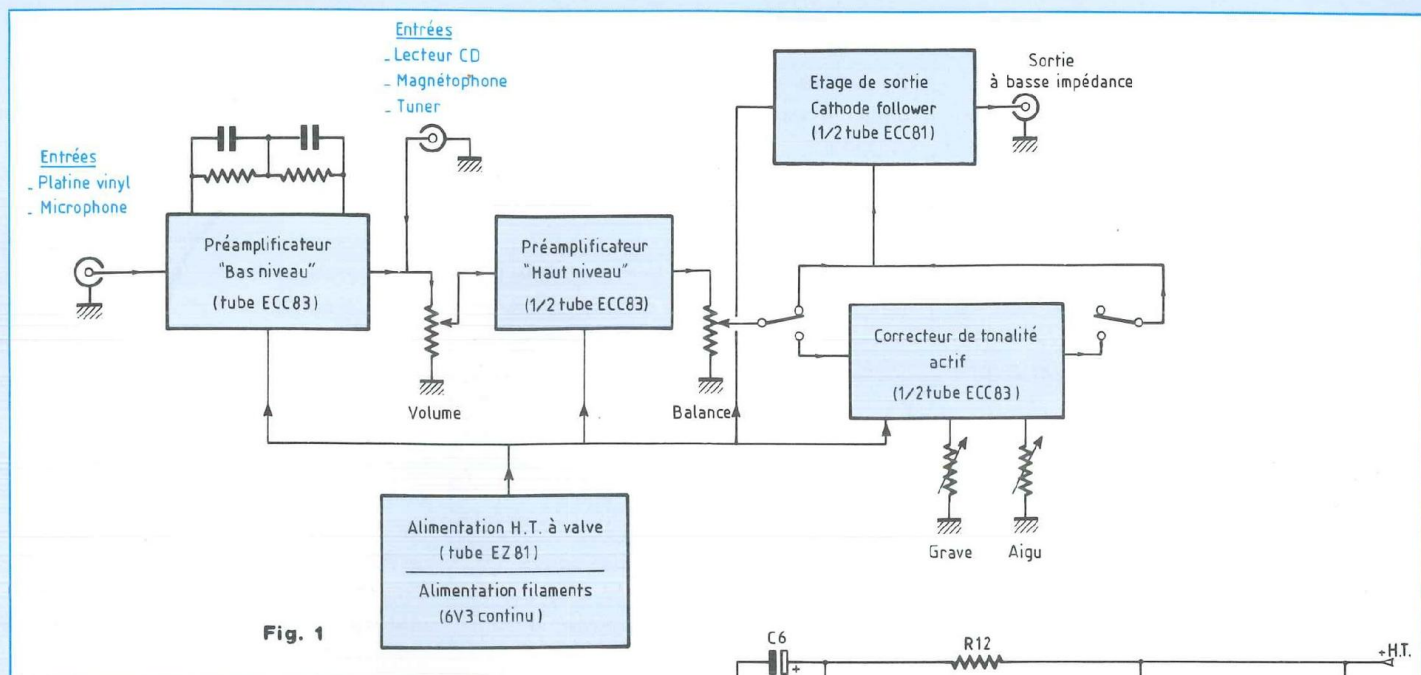 Entrées
- Lecteur CD
- Magnétophone
- Tuner
Entrées
- Platine vinyl
- Microphone
Préamplificateur
"Bas niveau"
(tube ECC83)
Volume
Préamplificateur
"Haut niveau"
(1/2 tube ECC83)
Balance
Etage de sortie
Cathode follower
(1/2 tube ECC81)
Sortie
à basse impédance
Correcteur de tonalité
actif
(1/2 tube ECC83)
Grave
Aigu
Alimentation H.T. à valve
(tube EZ81)
Alimentation filaments
(6V3 continu)
Fig. 1
C6
+
R12
+H.T.